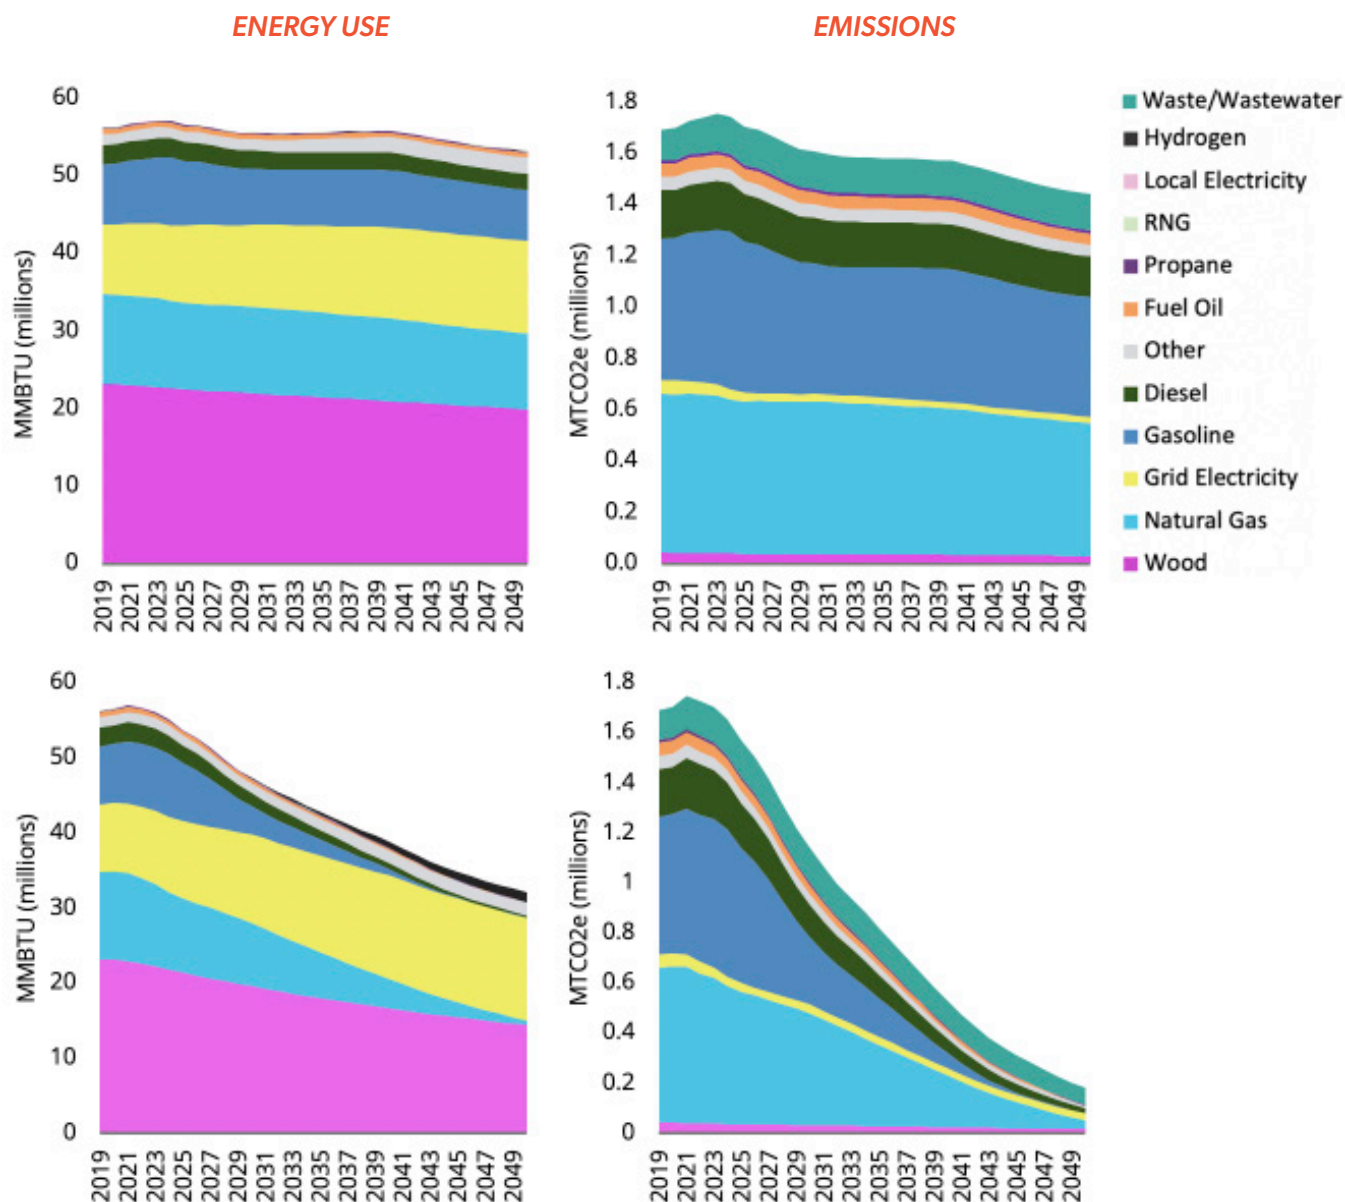 ENERGY USE
EMISSIONS
MMBTU (millions)
60
50
40
30
20
10
0
2019 2021 2023 2025 2027 2029 2031 2033 2035 2037 2039 2041 2043 2045 2047 2049
MTCO2e (millions)
1.8
1.6
1.4
1.2
1.0
0.8
0.6
0.4
0.2
0.0
2019 2021 2023 2025 2027 2029 2031 2033 2035 2037 2039 2041 2043 2045 2047 2049
Waste/Wastewater
Hydrogen
Local Electricity
RNG
Propane
Fuel Oil
Other
Diesel
Gasoline
Grid Electricity
Natural Gas
Wood
MMBTU (millions)
60
50
40
30
20
10
0
2019 2021 2023 2025 2027 2029 2031 2033 2035 2037 2039 2041 2043 2045 2047 2049
MTCO2e (millions)
1.8
1.6
1.4
1.2
1
0.8
0.6
0.4
0.2
0
2019 2021 2023 2025 2027 2029 2031 2033 2035 2037 2039 2041 2043 2045 2047 2049